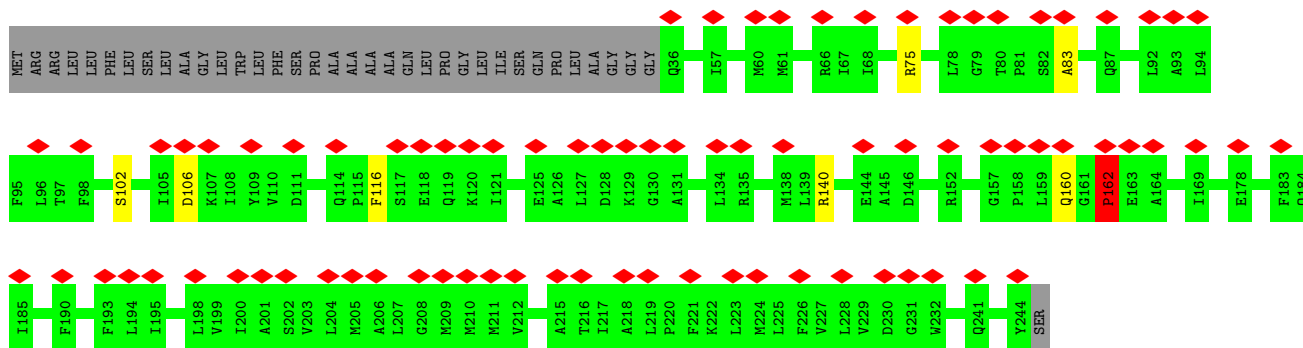 MET ARG ARG LEU LEU PHE LEU SER LEU ALA GLY LEU TRP LEU PHE SER PRO ALA ALA ALA ALA GLN LEU PRO GLY LEU ILE SER GLN PRO LEU ALA GLY GLY GLY Q36 I57 M60 M61 R66 I67 I68 R75 L78 G79 T80 P81 S82 A83 Q87 L92 A93 L94
F95 L96 T97 F98 S102 I105 D106 K107 I108 Y109 V110 D111 Q114 P115 F116 S117 E118 Q119 K120 I121 E125 A126 L127 D128 K129 G130 A131 L134 R135 M138 L139 R140 E144 A145 D146 R152 G157 P158 L159 Q160 G161 P162 E163 A164 I169 E178 F183 Q184
I185 F190 F193 L194 I195 L198 V199 I200 A201 S202 V203 L204 M205 A206 L207 G208 M209 M210 M211 V212 A215 T216 I217 A218 L219 P220 F221 K222 L223 M224 L225 F226 V227 L228 V229 D230 G231 W232 Q241 Y244 SER